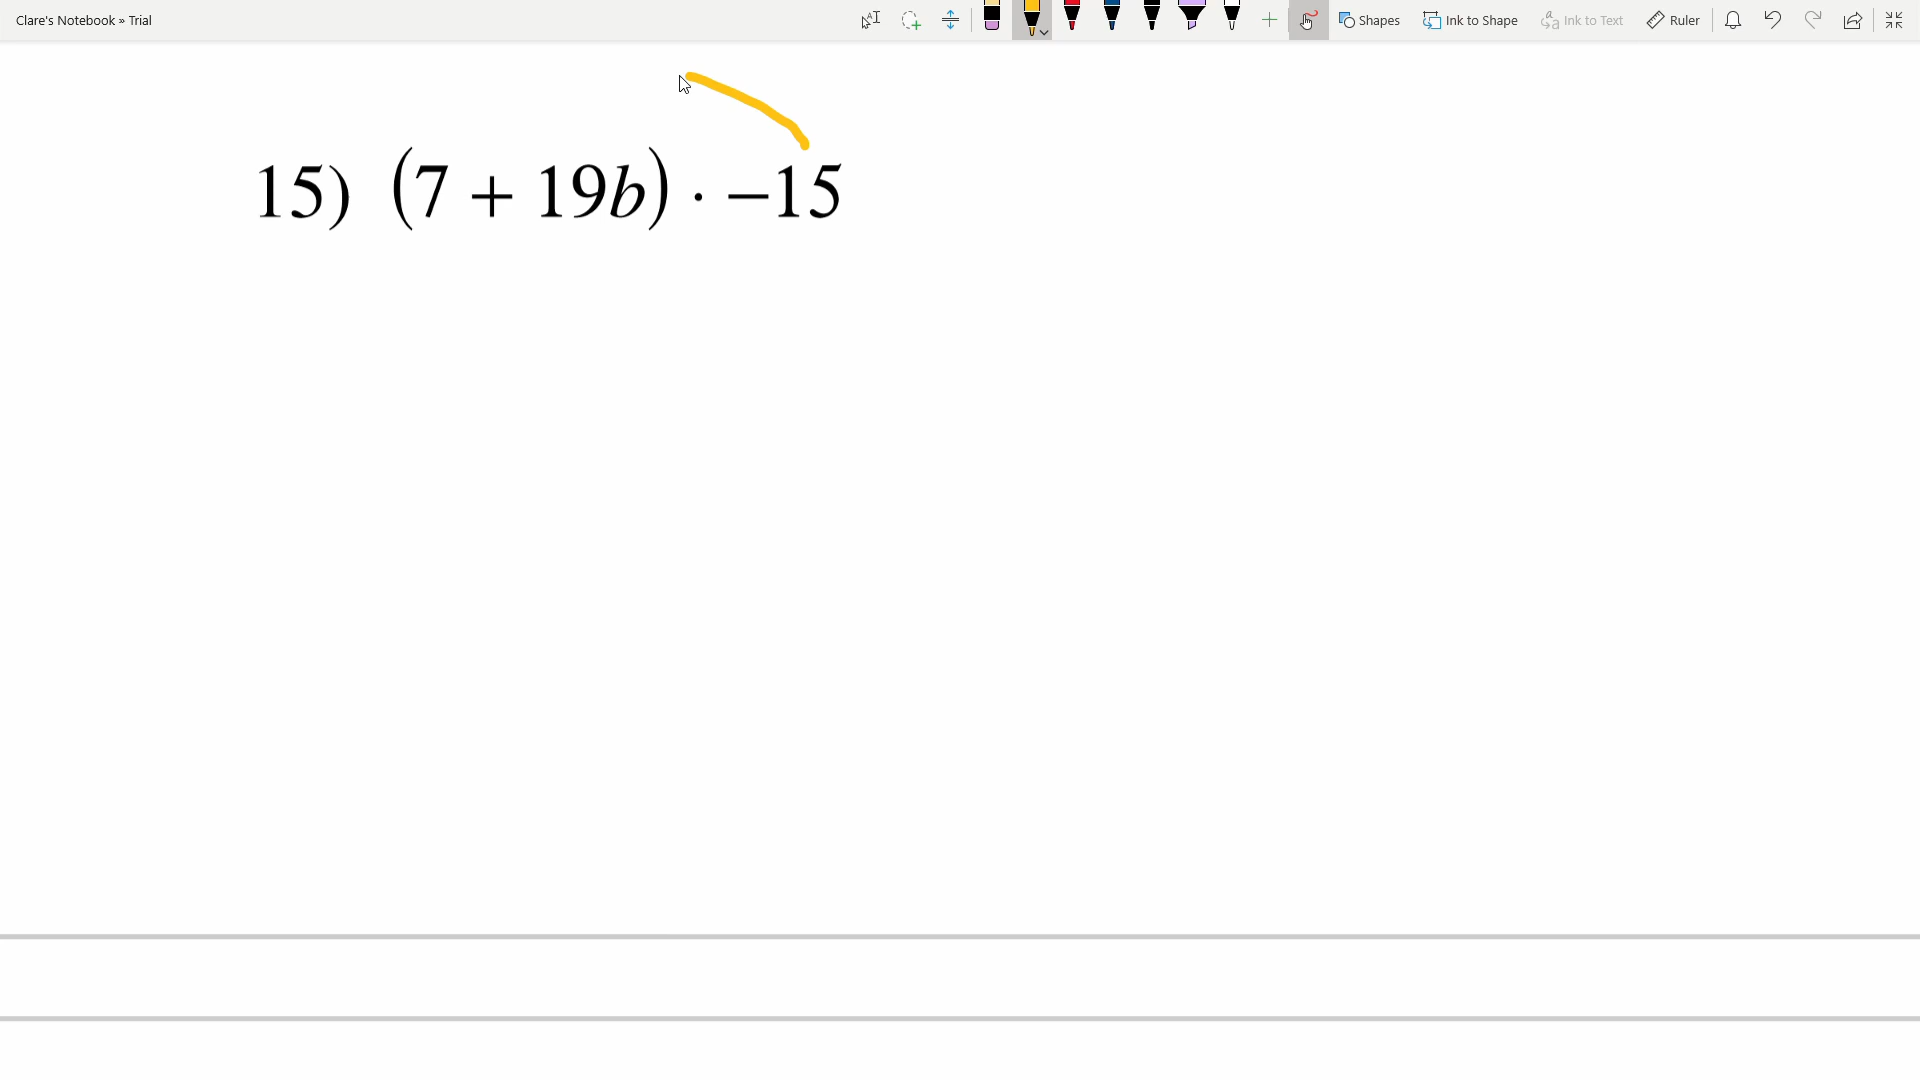 Clare's Notebook » Trial Shapes Ink to Shape Ink to Text Ruler
15) (7 + 19b) · −15